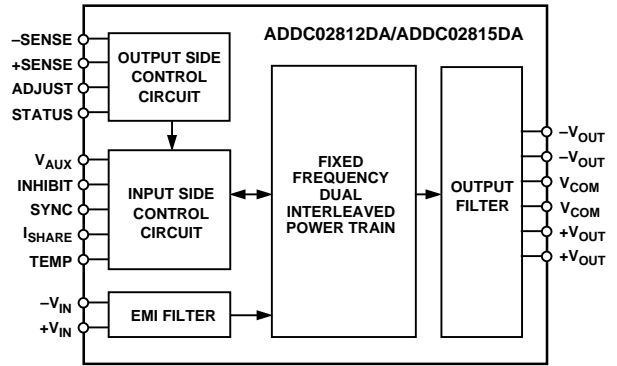 ADDC02812DA/ADDC02815DA
–SENSE
+SENSE
ADJUST
STATUS
OUTPUT SIDE
CONTROL
CIRCUIT
VAUX
INHIBIT
SYNC
ISHARE
TEMP
INPUT SIDE
CONTROL
CIRCUIT
–VIN
+VIN
EMI FILTER
FIXED
FREQUENCY
DUAL
INTERLEAVED
POWER TRAIN
OUTPUT
FILTER
–VOUT
–VOUT
VCOM
VCOM
+VOUT
+VOUT